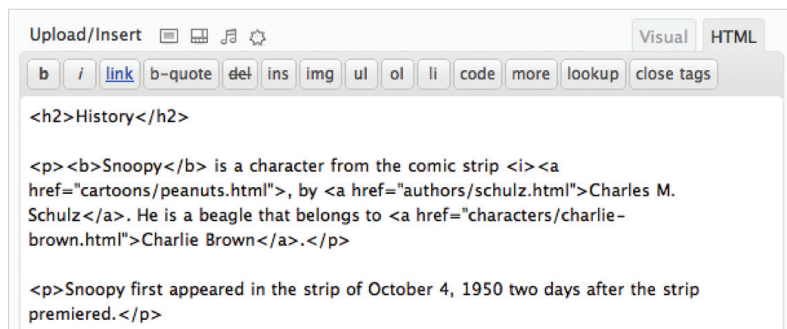 Upload/Insert
Visual HTML
b i link b-quote del ins img ul ol li code more lookup close tags
<h2>History</h2>
<p><b>Snoopy</b> is a character from the comic strip <i><a
href="cartoons/peanuts.html">, by <a href="authors/schulz.html">Charles M.
Schulz</a>. He is a beagle that belongs to <a href="characters/charlie-
brown.html">Charlie Brown</a>.</p>
<p>Snoopy first appeared in the strip of October 4, 1950 two days after the strip
premiered.</p>